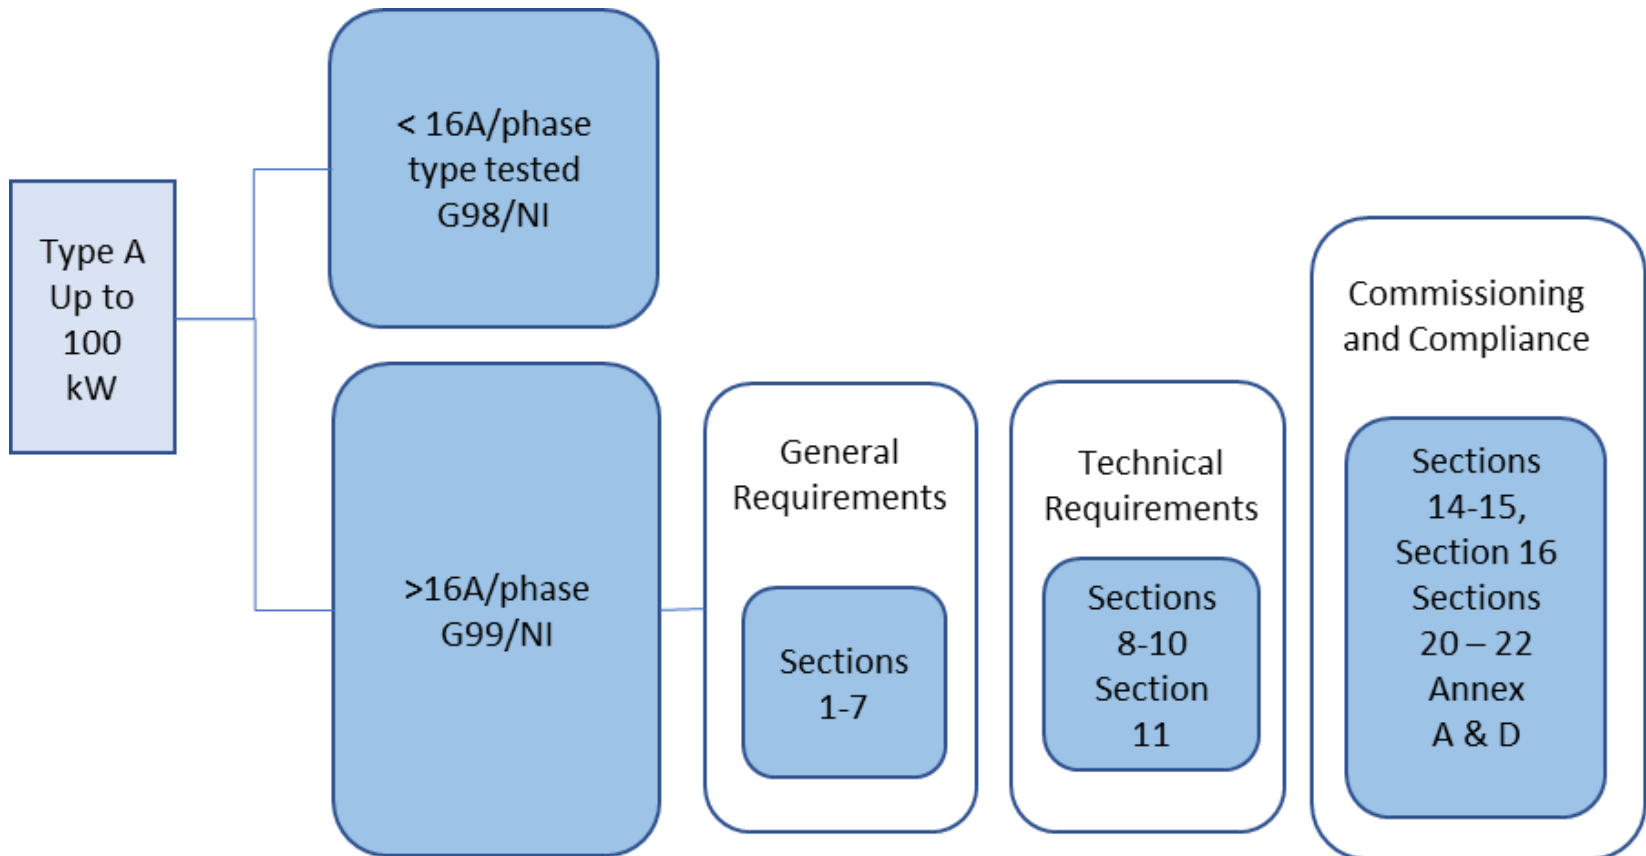 Type A
Up to
100
kW
< 16A/phase
type tested
G98/NI
>16A/phase
G99/NI
General
Requirements
Sections
1-7
Technical
Requirements
Sections
8-10
Section
11
Commissioning
and Compliance
Sections
14-15,
Section 16
Sections
20 – 22
Annex
A & D